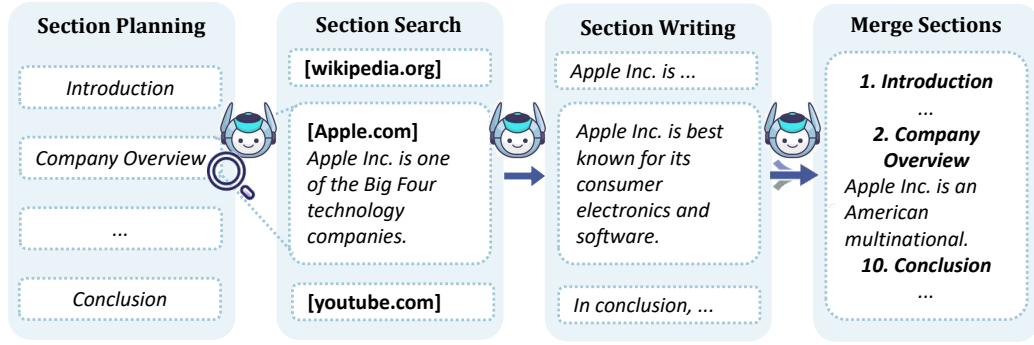 Section Planning
Introduction
Company Overview
...
Conclusion
Section Search
[wikipedia.org]
[Apple.com]
Apple Inc. is one
of the Big Four
technology
companies.
[youtube.com]
Section Writing
Apple Inc. is ...
Apple Inc. is best
known for its
consumer
electronics and
software.
In conclusion, ...
Merge Sections
1. Introduction
...
2. Company
Overview
Apple Inc. is an
American
multinational.
10. Conclusion
...